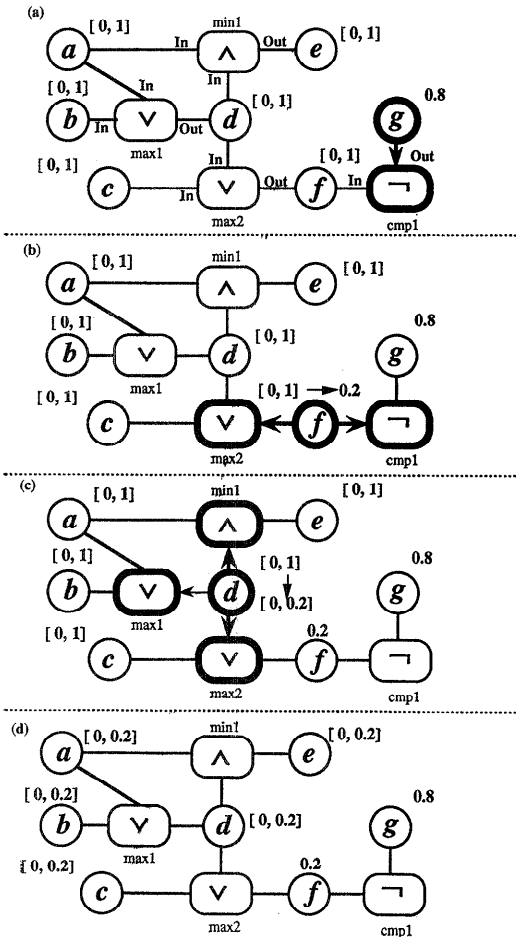 (a)
[ 0, 1] min1
a In ∧ Out e [ 0, 1]
In In
[ 0, 1] [ 0, 1] 0.8
b In ∨ Out d g
max1 In
[ 0, 1] [ 0, 1] Out
c In ∨ Out f In ¬
max2 cmp1
(b)
[ 0, 1] min1 [ 0, 1]
a ∧ e
[ 0, 1] [ 0, 1] 0.8
b ∨ d g
max1
[ 0, 1] [ 0, 1] 0.2
c ∨ f ¬
max2 cmp1
(c)
[ 0, 1] min1 [ 0, 1]
a ∧ e
[ 0, 1] [ 0, 1] 0.8
b ∨ d [ 0, 0.2] g
max1
[ 0, 1] 0.2
c ∨ f ¬
max2 cmp1
(d)
[ 0, 0.2] min1 [ 0, 0.2]
a ∧ e
[ 0, 0.2] 0.8
b ∨ d [ 0, 0.2] g
max1
[ 0, 0.2] 0.2
c ∨ f ¬
max2 cmp1